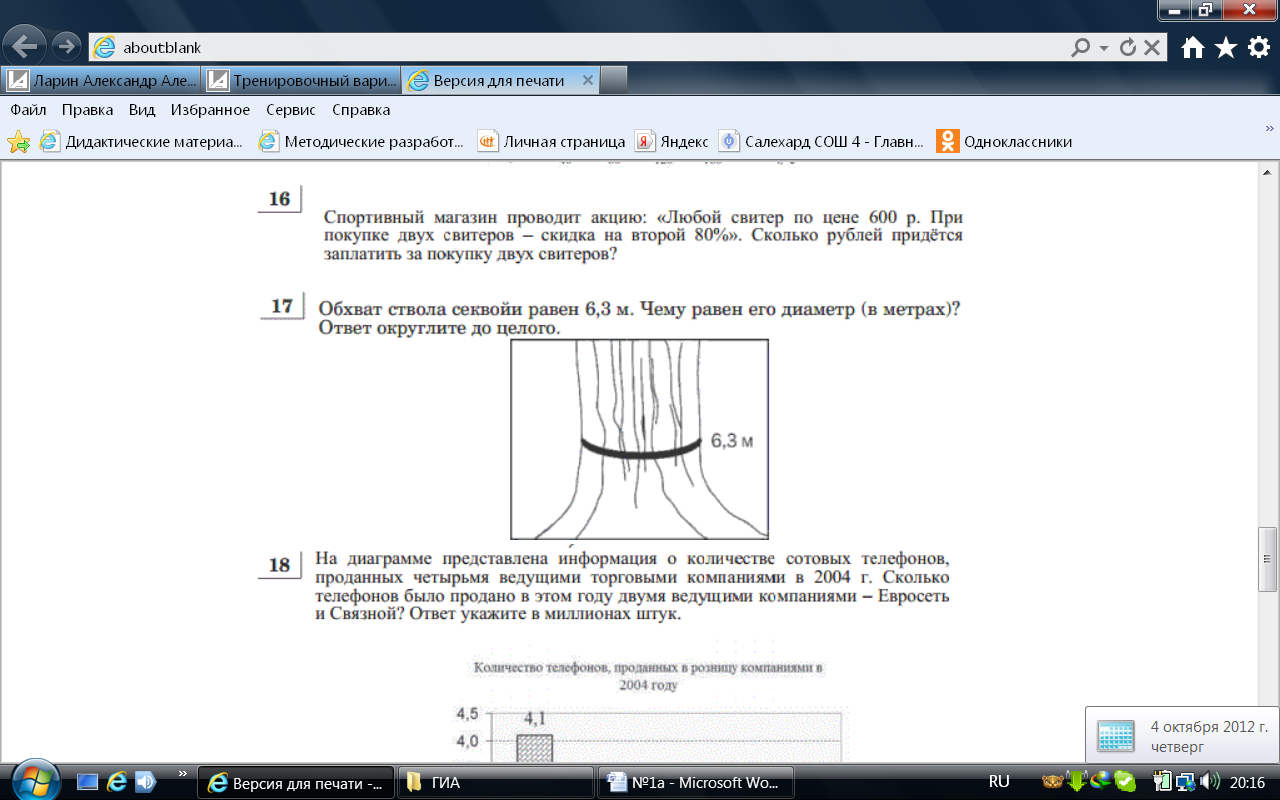 about:blank
Ларин Александр Але...
Тренировочный вари...
Версия для печати
Файл Правка Вид Избранное Сервис Справка
Дидактические материа...
Методические разработ...
Личная страница
Яндекс
Салехард СОШ 4 - Главн...
Одноклассники
16
Спортивный магазин проводит акцию: «Любой свитер по цене 600 р. При
покупке двух свитеров – скидка на второй 80%». Сколько рублей придётся
заплатить за покупку двух свитеров?
17
Обхват ствола секвойи равен 6,3 м. Чему равен его диаметр (в метрах)?
Ответ округлите до целого.
6,3 м
18
На диаграмме представлена информация о количестве сотовых телефонов,
проданных четырьмя ведущими торговыми компаниями в 2004 г. Сколько
телефонов было продано в этом году двумя ведущими компаниями – Евросеть
и Связной? Ответ укажите в миллионах штук.
Количество телефонов, проданных в розницу компаниями в
2004 году
4,5
4,1
4,0
4 октября 2012 г.
четверг
Версия для печати -...
ГИА
№1а - Microsoft Wo...
RU
20:16